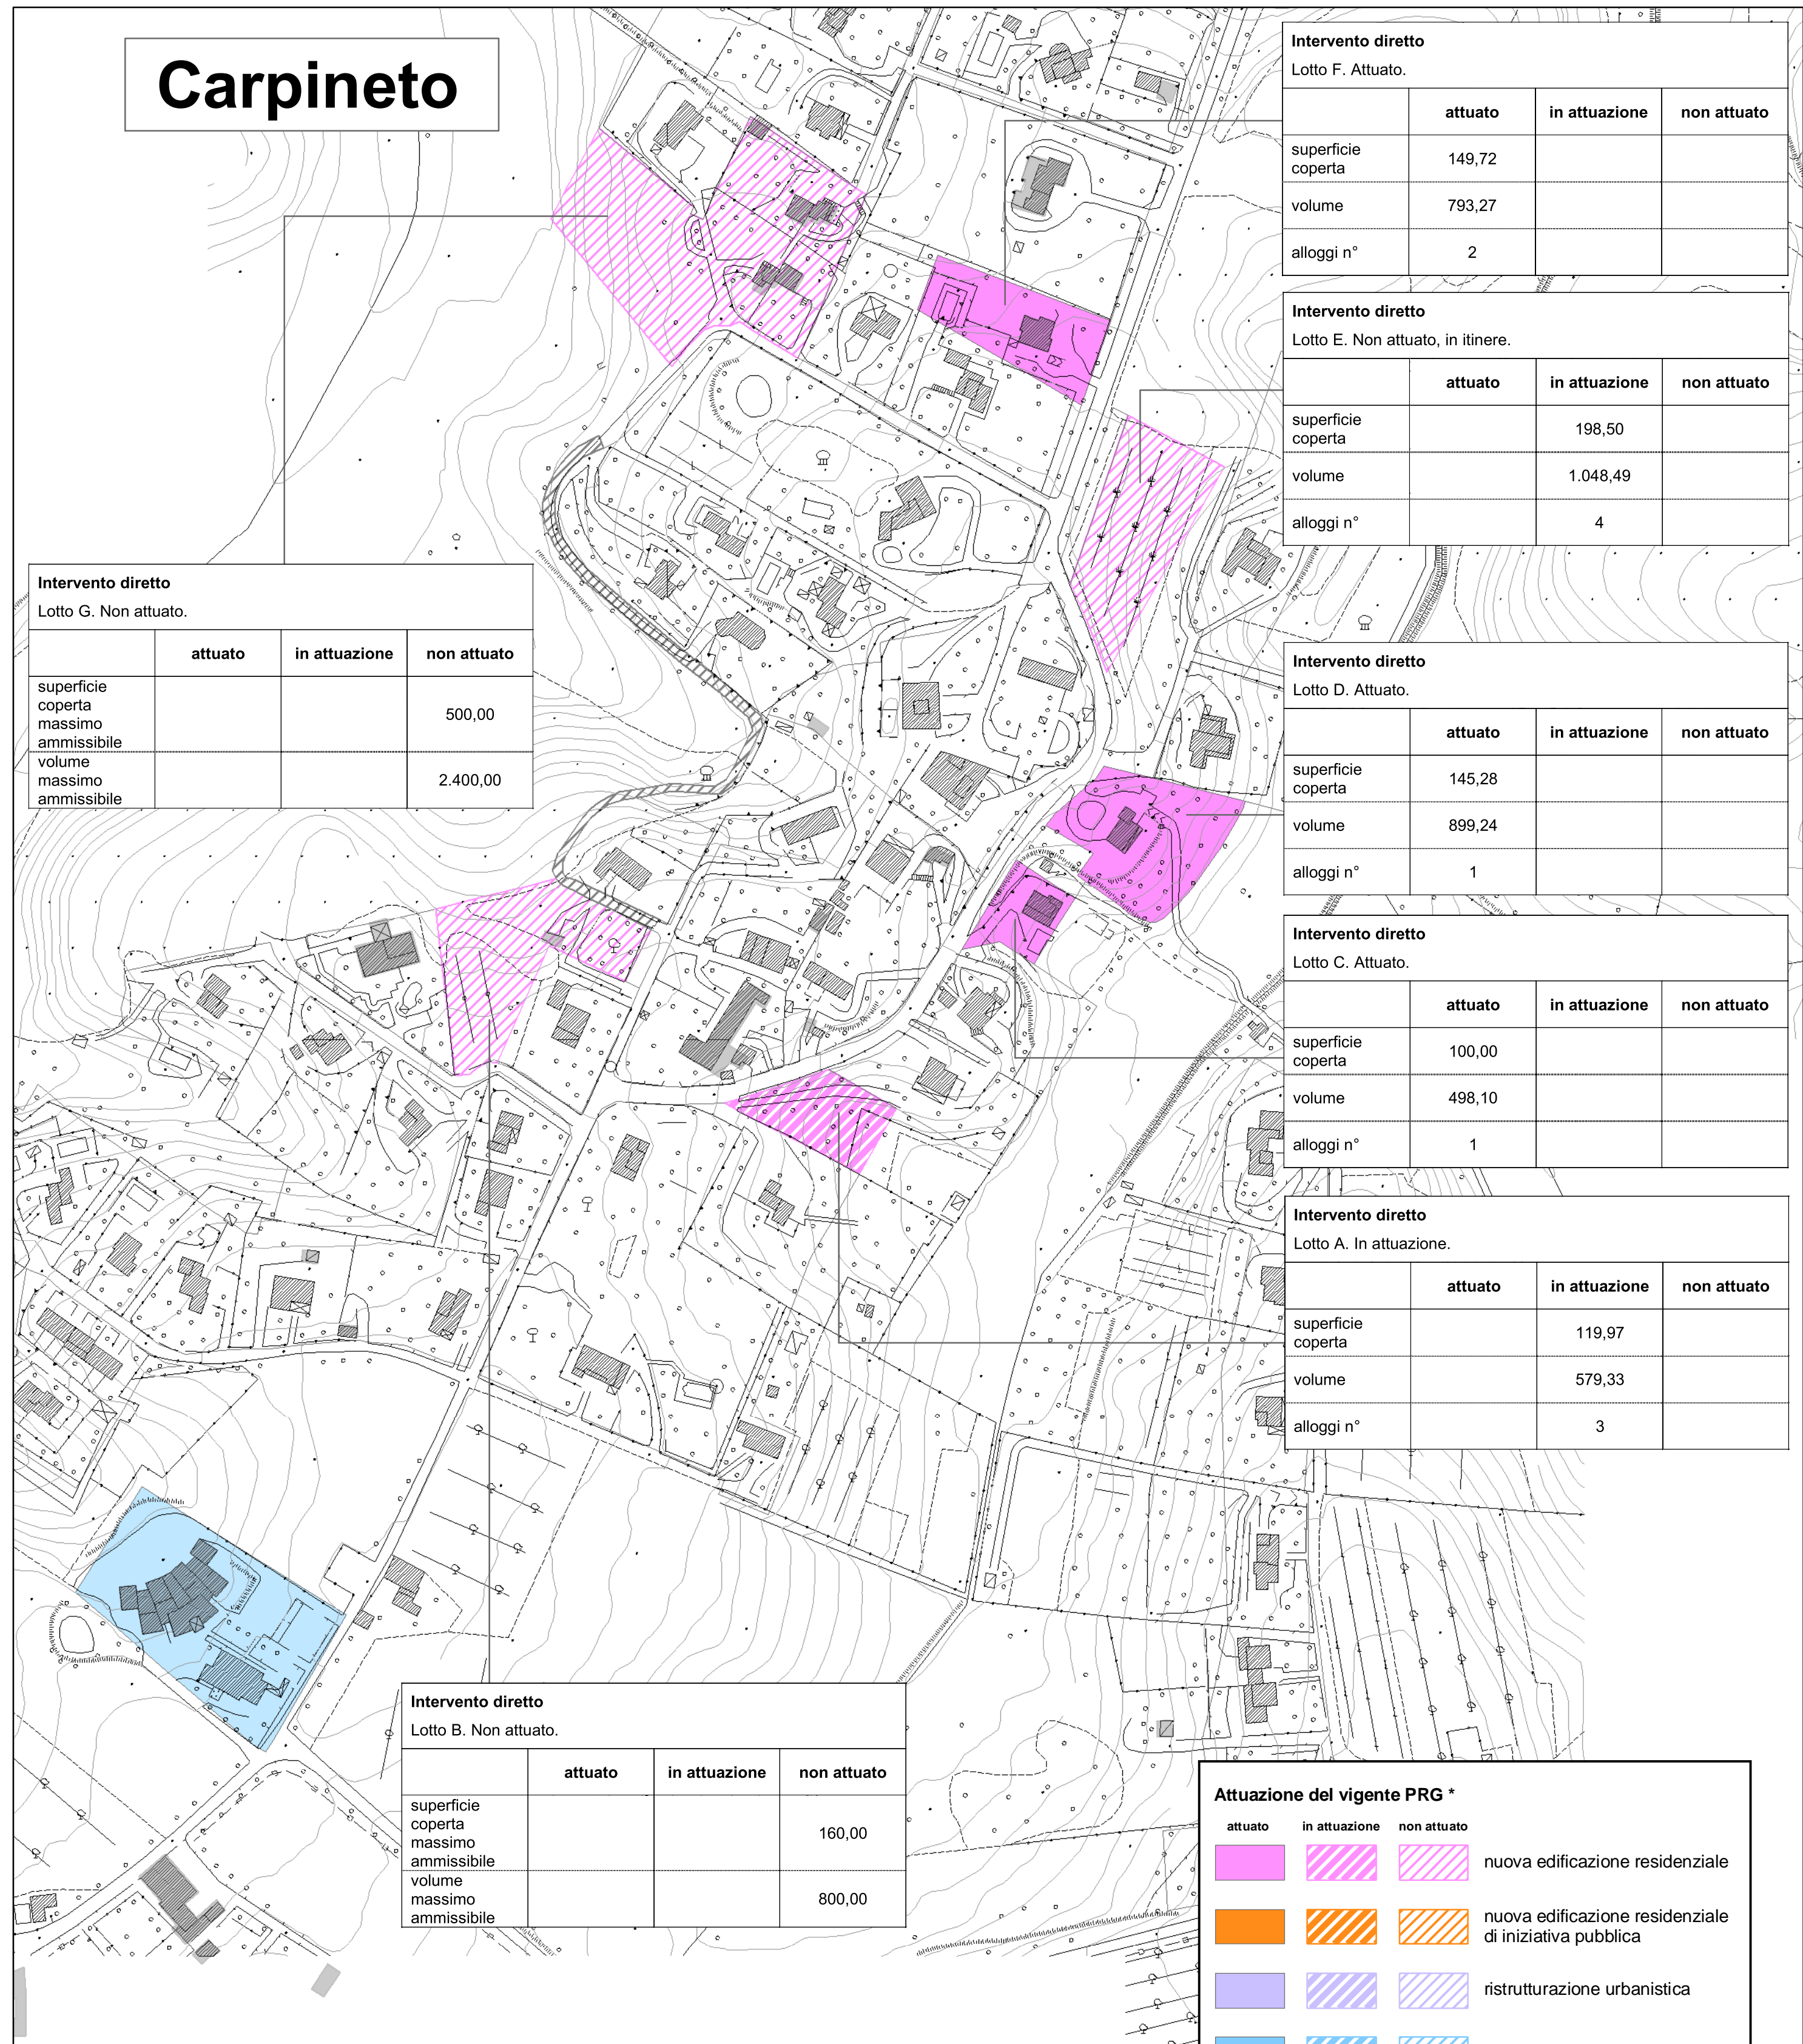 Carpineto
Intervento diretto
Lotto F. Attuato.
attuato in attuazione non attuato
superficie
coperta
149,72
volume 793,27
alloggi n° 2
Intervento diretto
Lotto E. Non attuato, in itinere.
attuato in attuazione non attuato
superficie
coperta
198,50
volume 1.048,49
alloggi n° 4
Intervento diretto
Lotto G. Non attuato.
attuato in attuazione non attuato
superficie
coperta
massimo
ammissibile
500,00
volume
massimo
ammissibile
2.400,00
Intervento diretto
Lotto D. Attuato.
attuato in attuazione non attuato
superficie
coperta
145,28
volume 899,24
alloggi n° 1
Intervento diretto
Lotto C. Attuato.
attuato in attuazione non attuato
superficie
coperta
100,00
volume 498,10
alloggi n° 1
Intervento diretto
Lotto A. In attuazione.
attuato in attuazione non attuato
superficie
coperta
119,97
volume 579,33
alloggi n° 3
Intervento diretto
Lotto B. Non attuato.
attuato in attuazione non attuato
superficie
coperta
massimo
ammissibile
160,00
volume
massimo
ammissibile
800,00
Attuazione del vigente PRG *
attuato in attuazione non attuato
nuova edificazione residenziale
nuova edificazione residenziale
di iniziativa pubblica
ristrutturazione urbanistica